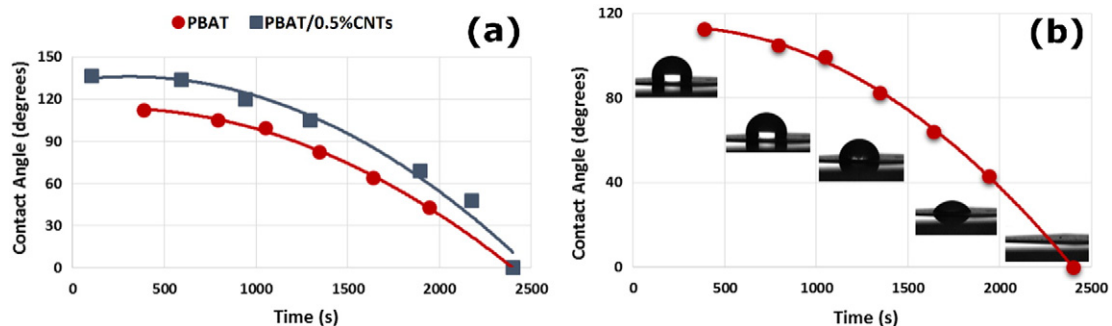 PBAT PBAT/0.5%CNTs
(a)
180
150
120
90
60
30
0
Contact Angle (degrees)
0 500 1000 1500 2000 2500
Time (s)
(b)
120
80
40
0
Contact Angle (degrees)
0 500 1000 1500 2000 2500
Time (s)